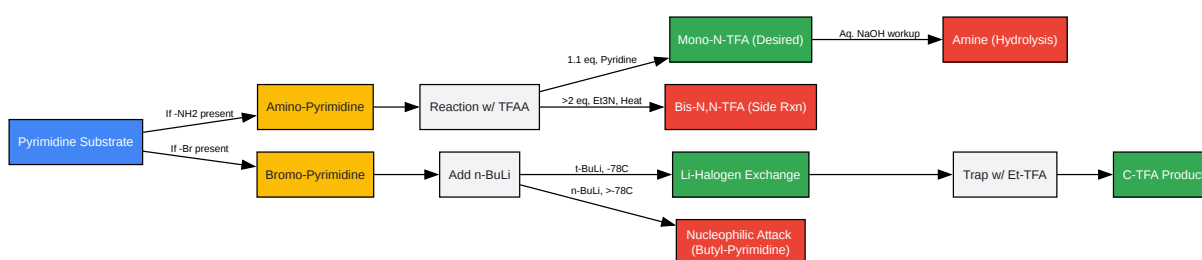 Pyrimidine Substrate
If -NH2 present
If -Br present
Amino-Pyrimidine
Bromo-Pyrimidine
Reaction w/ TFAA
Add n-BuLi
1.1 eq, Pyridine
>2 eq, Et3N, Heat
t-BuLi, -78C
n-BuLi, >-78C
Mono-N-TFA (Desired)
Bis-N,N-TFA (Side Rxn)
Li-Halogen Exchange
Nucleophilic Attack
(Butyl-Pyrimidine)
Aq. NaOH workup
Amine (Hydrolysis)
Trap w/ Et-TFA
C-TFA Product